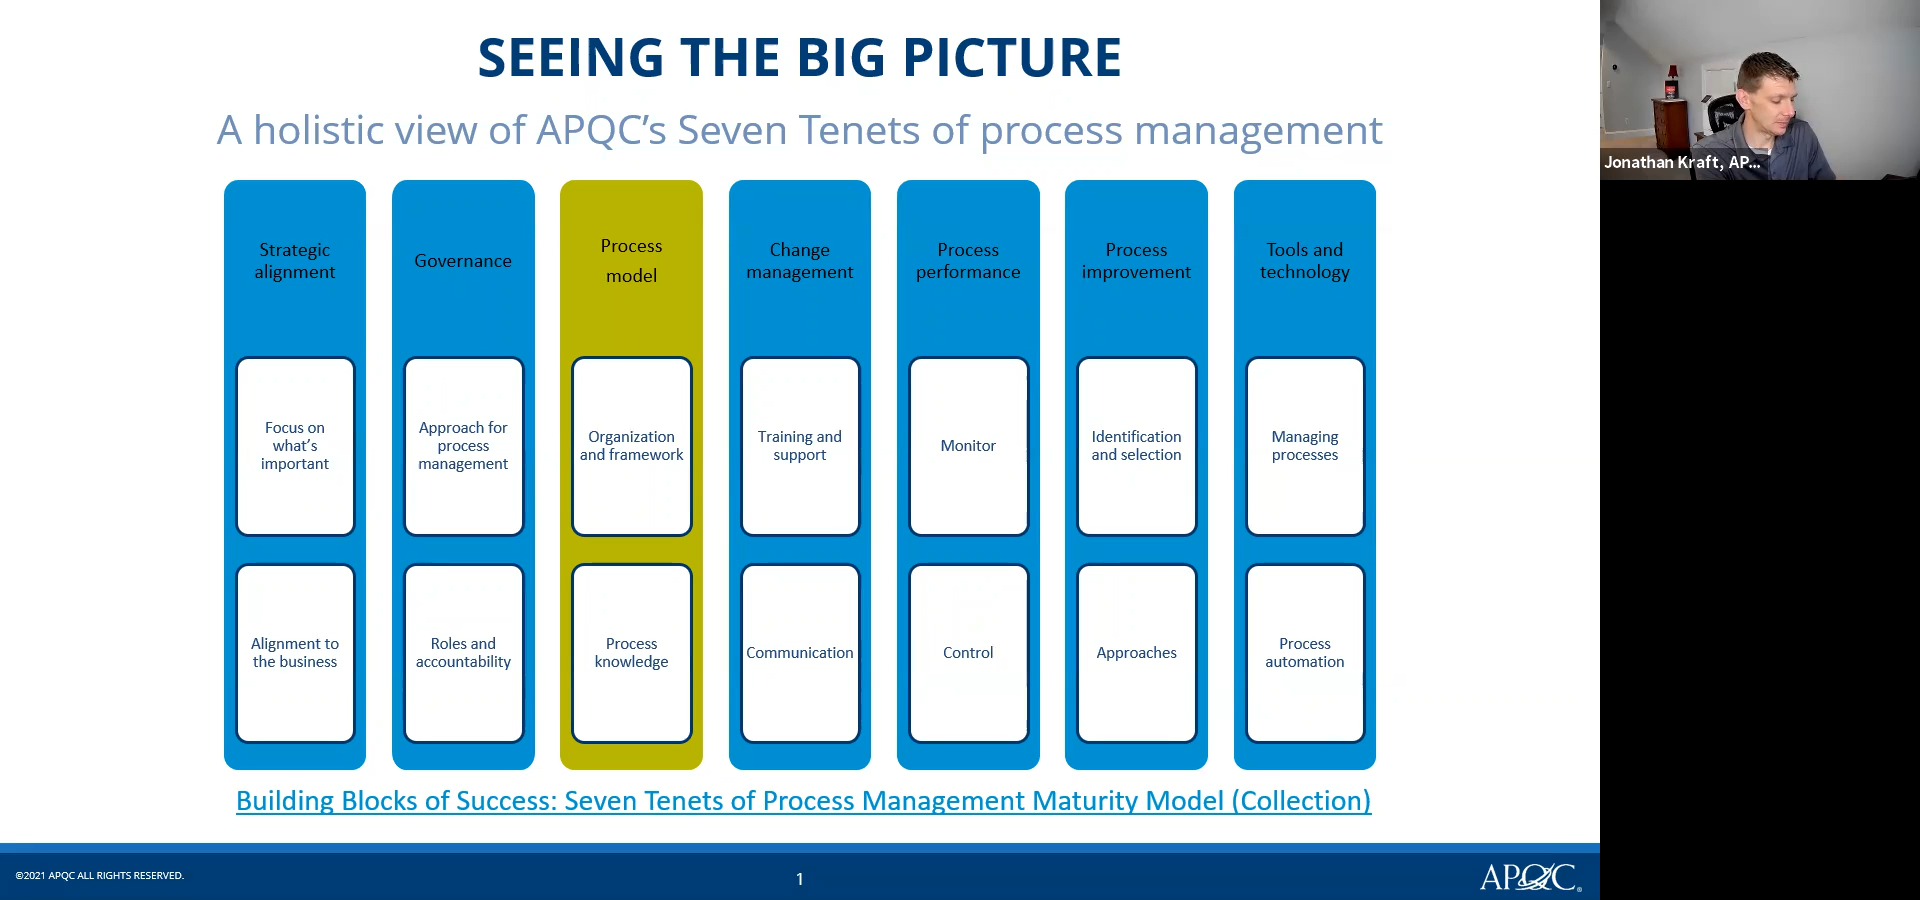 SEEING THE BIG PICTURE
A holistic view of APQC’s Seven Tenets of process management
Strategic
alignment
Focus on
what’s
important
Alignment to
the business
Governance
Approach for
process
management
Roles and
accountability
Process
model
Organization
and framework
Process
knowledge
Change
management
Training and
support
Communication
Process
performance
Monitor
Control
Process
improvement
Identification
and selection
Approaches
Tools and
technology
Managing
processes
Process
automation
Building Blocks of Success: Seven Tenets of Process Management Maturity Model (Collection)
©2021 APQC ALL RIGHTS RESERVED.
1
APQC®
Jonathan Kraft, AP...